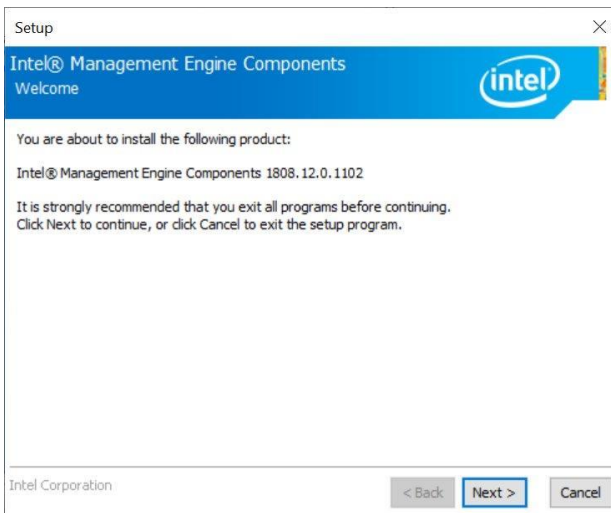 Setup
Intel® Management Engine Components
Welcome
intel
You are about to install the following product:
Intel® Management Engine Components 1808.12.0.1102
It is strongly recommended that you exit all programs before continuing.
Click Next to continue, or click Cancel to exit the setup program.
Intel Corporation
< Back Next > Cancel